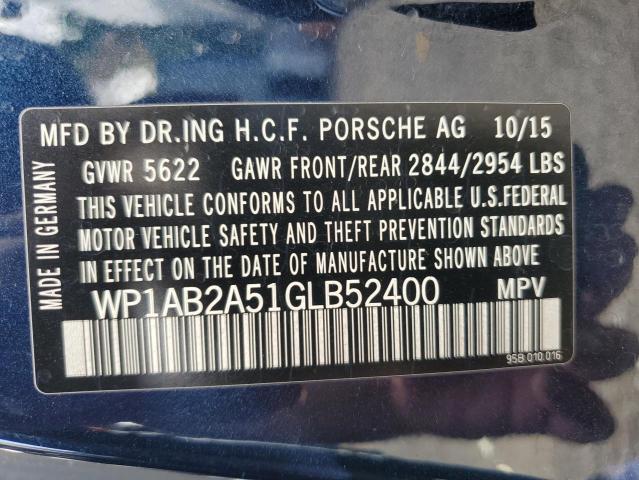 MFD BY DR.ING H.C.F. PORSCHE AG 10/15
GVWR 5622 GAWR FRONT/REAR 2844/2954 LBS
THIS VEHICLE CONFORMS TO ALL APPLICABLE U.S.FEDERAL
MOTOR VEHICLE SAFETY AND THEFT PREVENTION STANDARDS
IN EFFECT ON THE DATE OF MANUFACTURE SHOWN ABOVE
WP1AB2A51GLB52400 MPV
95B.010.016
MADE IN GERMANY